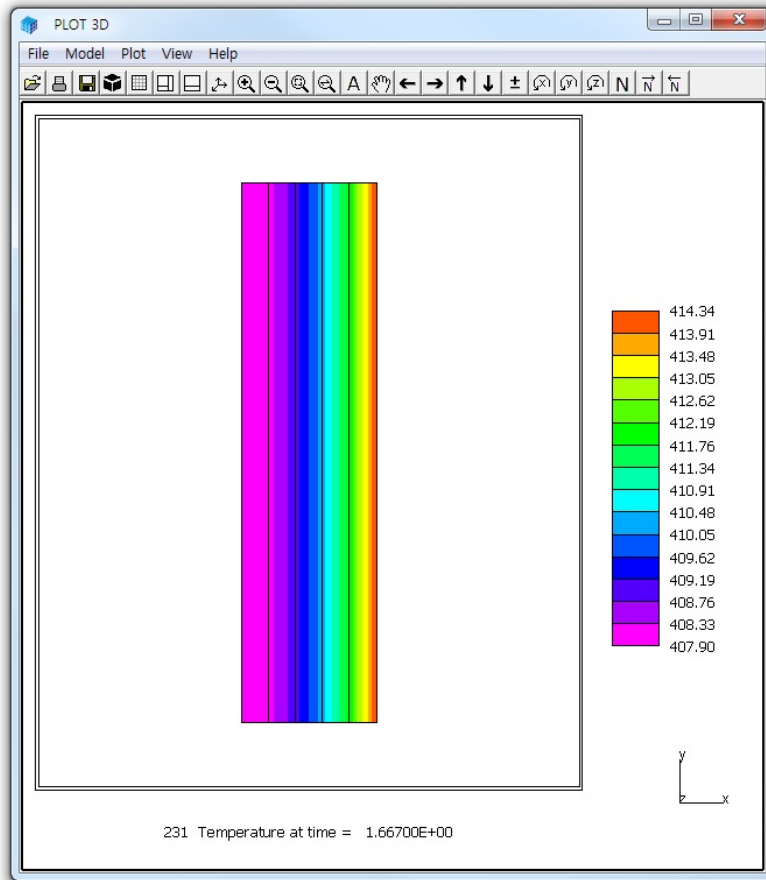 PLOT 3D
File Model Plot View Help
A ± x y z N N N
414.34
413.91
413.48
413.05
412.62
412.19
411.76
411.34
410.91
410.48
410.05
409.62
409.19
408.76
408.33
407.90
y
z x
231 Temperature at time = 1.66700E+00